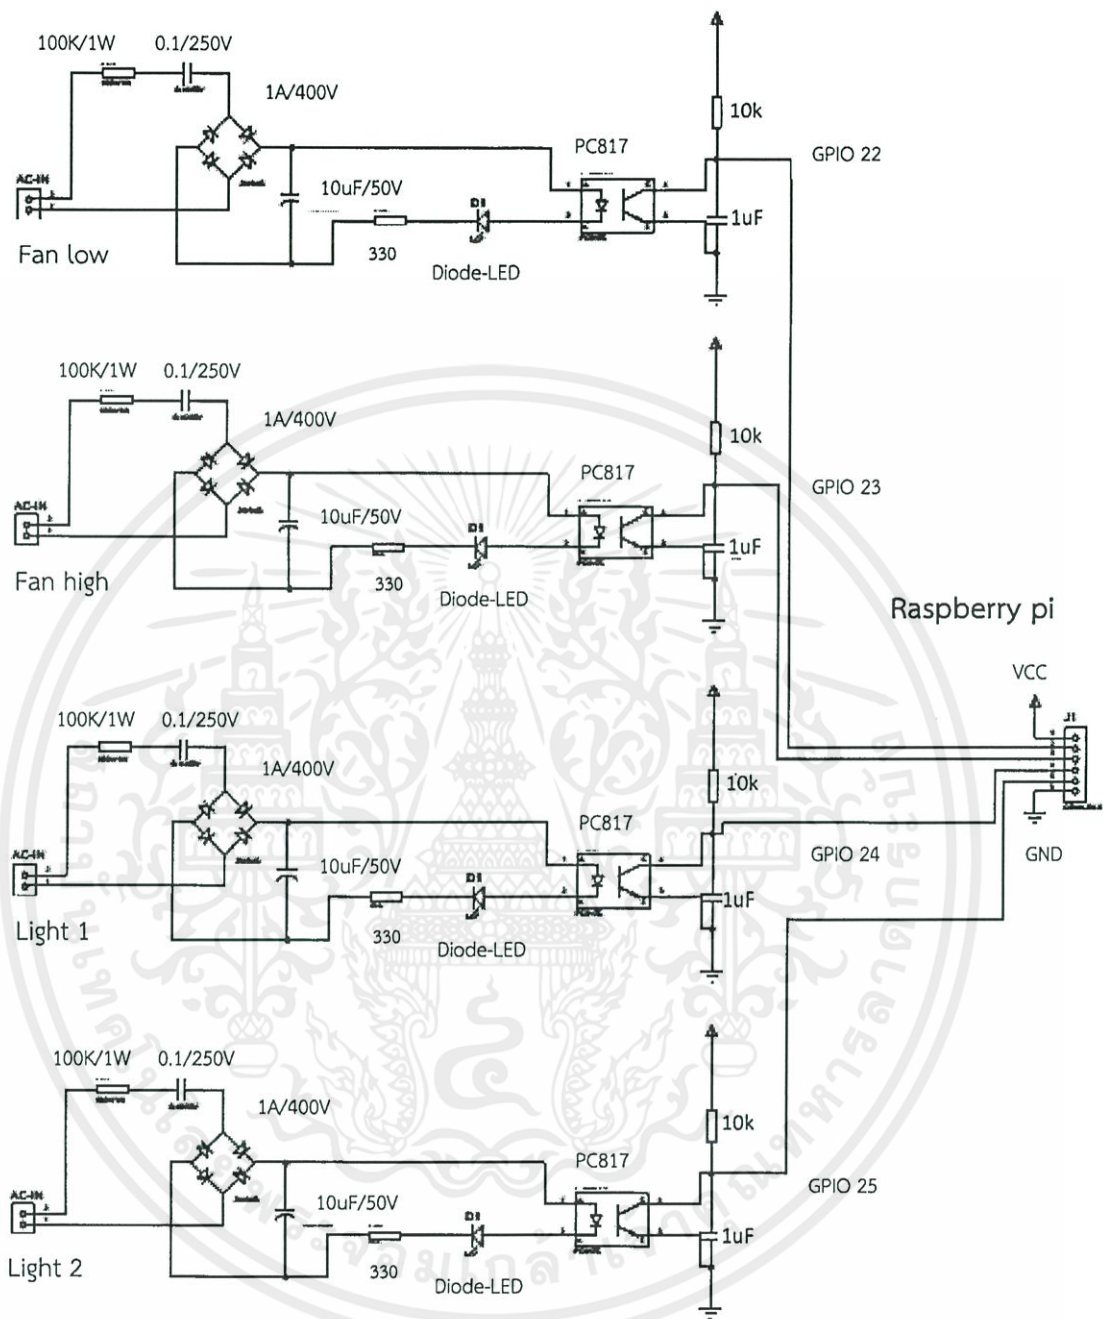 100K/1W 0.1/250V
1A/400V
10k
PC817
GPIO 22
AC-IN
10uF/50V
D1
1uF
Fan low
330
Diode-LED
100K/1W 0.1/250V
1A/400V
10k
PC817
GPIO 23
AC-IN
10uF/50V
D1
1uF
Fan high
330
Diode-LED
Raspberry pi
VCC
J1
100K/1W 0.1/250V
1A/400V
10k
PC817
GPIO 24
GND
AC-IN
10uF/50V
D1
1uF
Light 1
330
Diode-LED
100K/1W 0.1/250V
1A/400V
10k
PC817
GPIO 25
AC-IN
10uF/50V
D1
1uF
Light 2
330
Diode-LED